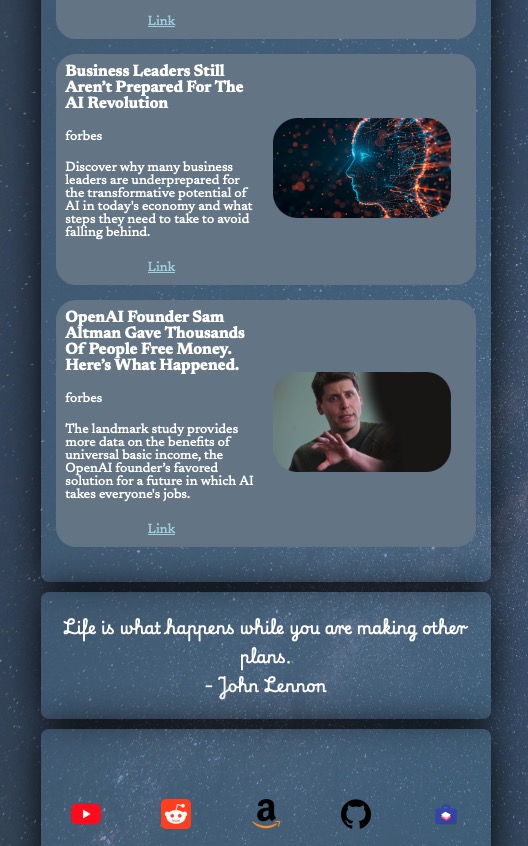 Link
Business Leaders Still
Aren't Prepared For The
AI Revolution
forbes
Discover why many business
leaders are underprepared for
the transformative potential of
AI in today's economy and what
steps they need to take to avoid
falling behind.
Link
OpenAI Founder Sam
Altman Gave Thousands
Of People Free Money.
Here’s What Happened.
forbes
The landmark study provides
more data on the benefits of
universal basic income, the
OpenAI founder’s favored
solution for a future in which AI
takes everyone's jobs.
Link
Life is what happens while you are making other
plans.
- John Lennon
a